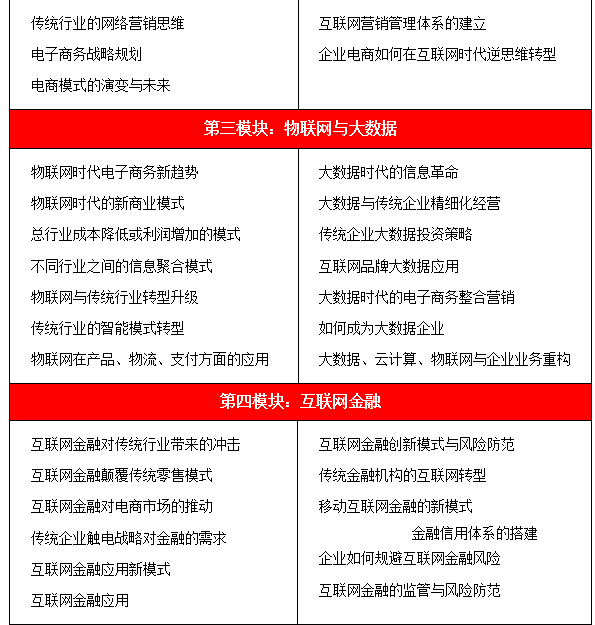 传统行业的网络营销思维
电子商务战略规划
电商模式的演变与未来
互联网营销管理体系的建立
企业电商如何在互联网时代逆思维转型
第三模块：物联网与大数据
物联网时代电子商务新趋势
物联网时代的新商业模式
总行业成本降低或利润增加的模式
不同行业之间的信息聚合模式
物联网与传统行业转型升级
传统行业的智能模式转型
物联网在产品、物流、支付方面的应用
大数据时代的信息革命
大数据与传统企业精细化经营
传统企业大数据投资策略
互联网品牌大数据应用
大数据时代的电子商务整合营销
如何成为大数据企业
大数据、云计算、物联网与企业业务重构
第四模块：互联网金融
互联网金融对传统行业带来的冲击
互联网金融颠覆传统零售模式
互联网金融对电商市场的推动
传统企业触电战略对金融的需求
互联网金融应用新模式
互联网金融应用
互联网金融创新模式与风险防范
传统金融机构的互联网转型
移动互联网金融的新模式
金融信用体系的搭建
企业如何规避互联网金融风险
互联网金融的监管与风险防范